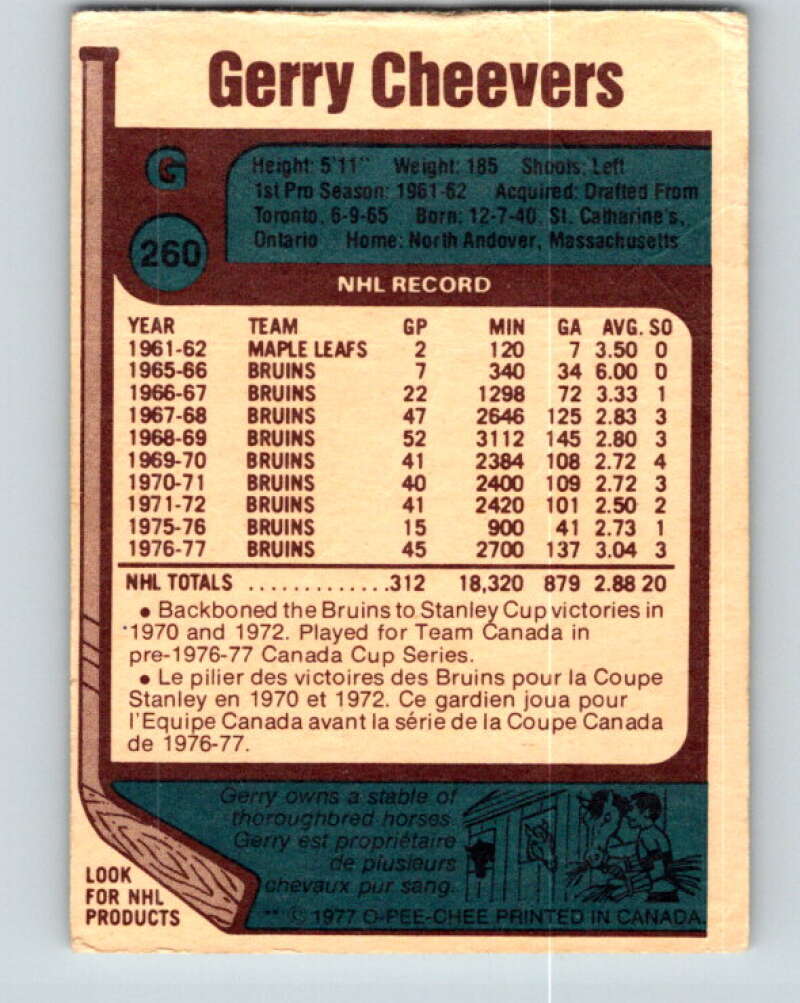 Gerry Cheevers
G
260
Height: 5'11" Weight: 185 Shoots: Left
1st Pro Season: 1961-62 Acquired: Drafted From
Toronto, 6-9-65 Born: 12-7-40, St. Catharine's,
Ontario Home: North Andover, Massachusetts
NHL RECORD
YEAR TEAM GP MIN GA AVG. SO
1961-62 MAPLE LEAFS 2 120 7 3.50 0
1965-66 BRUINS 7 340 34 6.00 0
1966-67 BRUINS 22 1298 72 3.33 1
1967-68 BRUINS 47 2646 125 2.83 3
1968-69 BRUINS 52 3112 145 2.80 3
1969-70 BRUINS 41 2384 108 2.72 4
1970-71 BRUINS 40 2400 109 2.72 3
1971-72 BRUINS 41 2420 101 2.50 2
1975-76 BRUINS 15 900 41 2.73 1
1976-77 BRUINS 45 2700 137 3.04 3
NHL TOTALS ..............312 18,320 879 2.88 20
• Backboned the Bruins to Stanley Cup victories in
1970 and 1972. Played for Team Canada in
pre-1976-77 Canada Cup Series.
• Le pilier des victoires des Bruins pour la Coupe
Stanley en 1970 et 1972. Ce gardien joua pour
l'Equipe Canada avant la série de la Coupe Canada
de 1976-77.
Gerry owns a stable of
thoroughbred horses.
Gerry est propriétaire
de plusieurs
chevaux pur sang.
LOOK
FOR NHL
PRODUCTS
** © 1977 O-PEE-CHEE PRINTED IN CANADA.